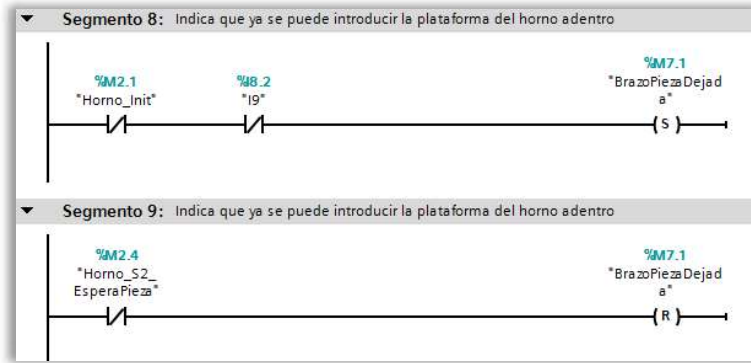 Segmento 8: Indica que ya se puede introducir la plataforma del horno adentro
%M7.1
%M2.1 %I8.2 "BrazoPiezaDejad
"Horno_Init" "I9" a"
S
Segmento 9: Indica que ya se puede introducir la plataforma del horno adentro
%M2.4 %M7.1
"Horno_S2_ "BrazoPiezaDejad
EsperaPieza" a"
R